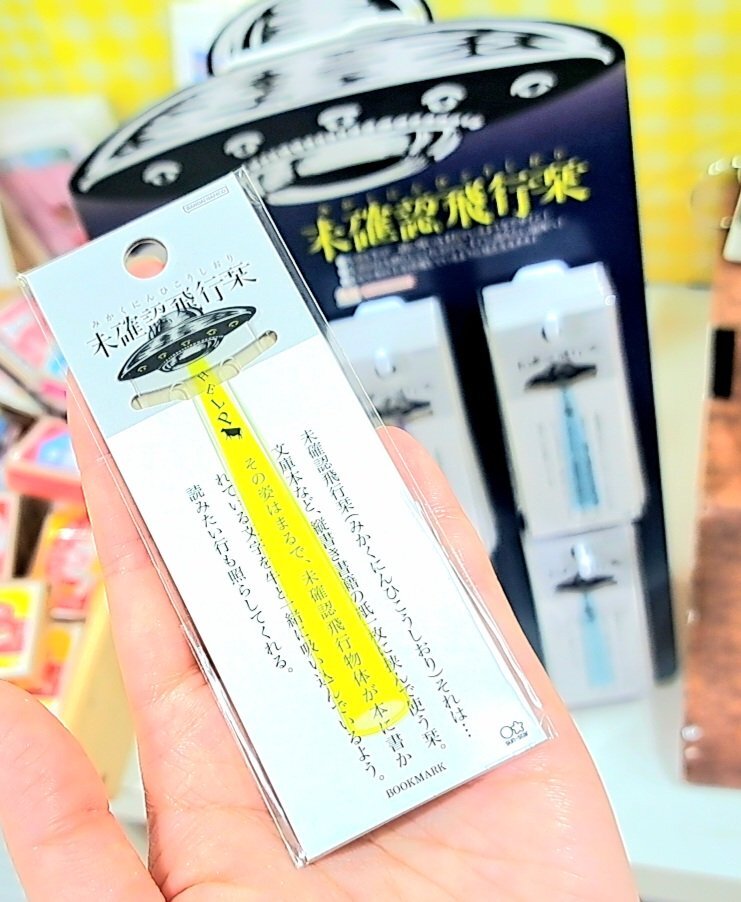 BANDAI NAMCO
みかくにんひこうしおり
未確認飛行栞
HELP
未確認飛行栞(みかくにんひこうしおり)それは…
文庫本など、縦書き書籍の紙一枚に挟んで使う栞。
その姿はまるで、未確認飛行物体が本に書か
れている文字を牛と一緒に吸い込んでいるよう。
読みたい行も照らしてくれる。
BOOKMARK
sun-star
未確認飛行栞